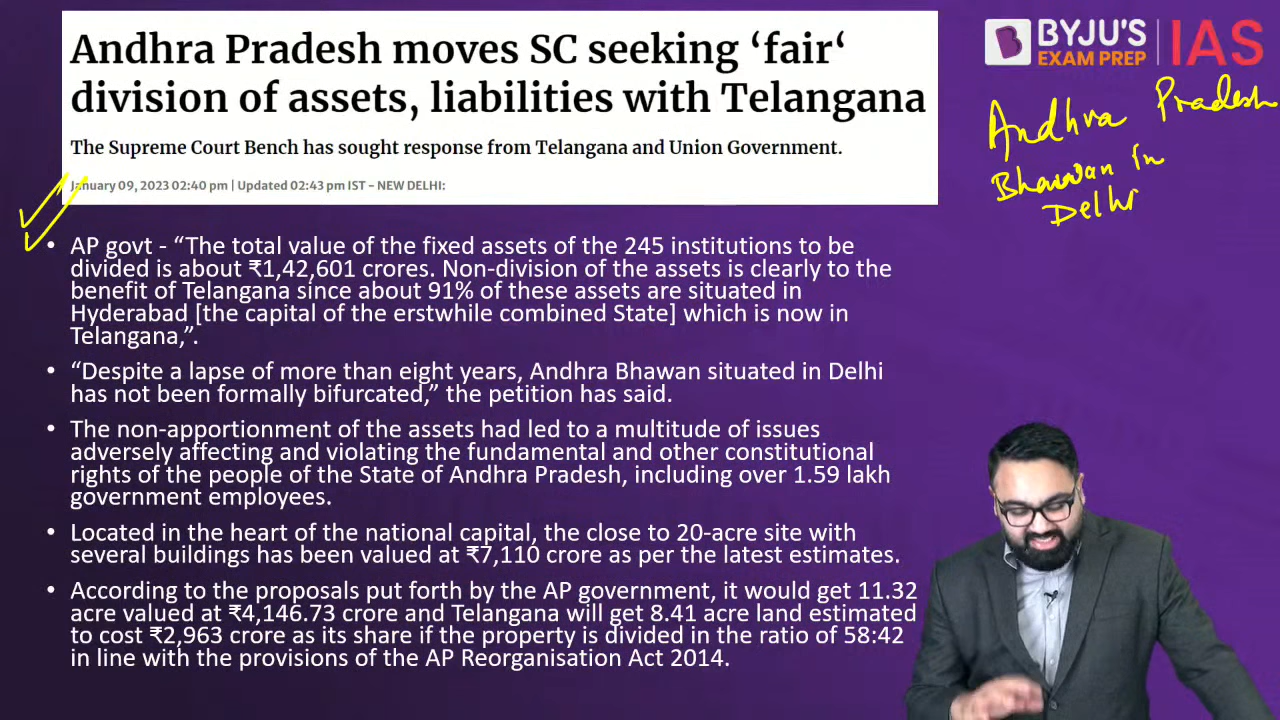 Andhra Pradesh moves SC seeking ‘fair‘
division of assets, liabilities with Telangana
The Supreme Court Bench has sought response from Telangana and Union Government.
January 09, 2023 02:40 pm | Updated 02:43 pm IST - NEW DELHI:
BYJU'S
EXAM PREP
IAS
Andhra Pradesh
Bhawan in
Delhi
• AP govt - “The total value of the fixed assets of the 245 institutions to be
divided is about ₹1,42,601 crores. Non-division of the assets is clearly to the
benefit of Telangana since about 91% of these assets are situated in
Hyderabad [the capital of the erstwhile combined State] which is now in
Telangana,”.
• “Despite a lapse of more than eight years, Andhra Bhawan situated in Delhi
has not been formally bifurcated,” the petition has said.
• The non-apportionment of the assets had led to a multitude of issues
adversely affecting and violating the fundamental and other constitutional
rights of the people of the State of Andhra Pradesh, including over 1.59 lakh
government employees.
• Located in the heart of the national capital, the close to 20-acre site with
several buildings has been valued at ₹7,110 crore as per the latest estimates.
• According to the proposals put forth by the AP government, it would get 11.32
acre valued at ₹4,146.73 crore and Telangana will get 8.41 acre land estimated
to cost ₹2,963 crore as its share if the property is divided in the ratio of 58:42
in line with the provisions of the AP Reorganisation Act 2014.